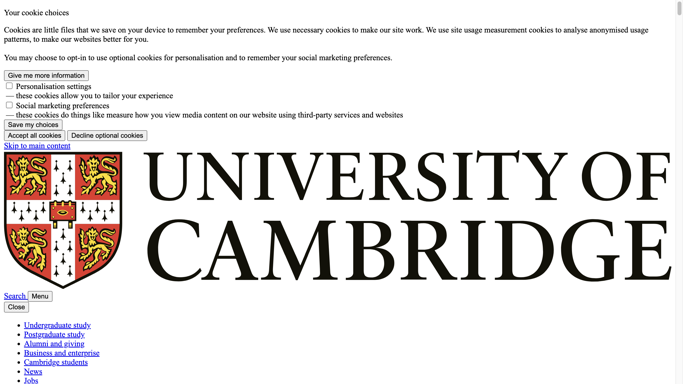 Your cookie choices
Cookies are little files that we save on your device to remember your preferences. We use necessary cookies to make our site work. We use site usage measurement cookies to analyse anonymised usage
patterns, to make our websites better for you.
You may choose to opt-in to use optional cookies for personalisation and to remember your social marketing preferences.
Give me more information
Personalisation settings
— these cookies allow you to tailor your experience
Social marketing preferences
— these cookies do things like measure how you view media content on our website using third-party services and websites
Save my choices
Accept all cookies Decline optional cookies
Skip to main content
UNIVERSITY OF
CAMBRIDGE
Search Menu
Close
Undergraduate study
Postgraduate study
Alumni and giving
Business and enterprise
Cambridge students
News
Jobs